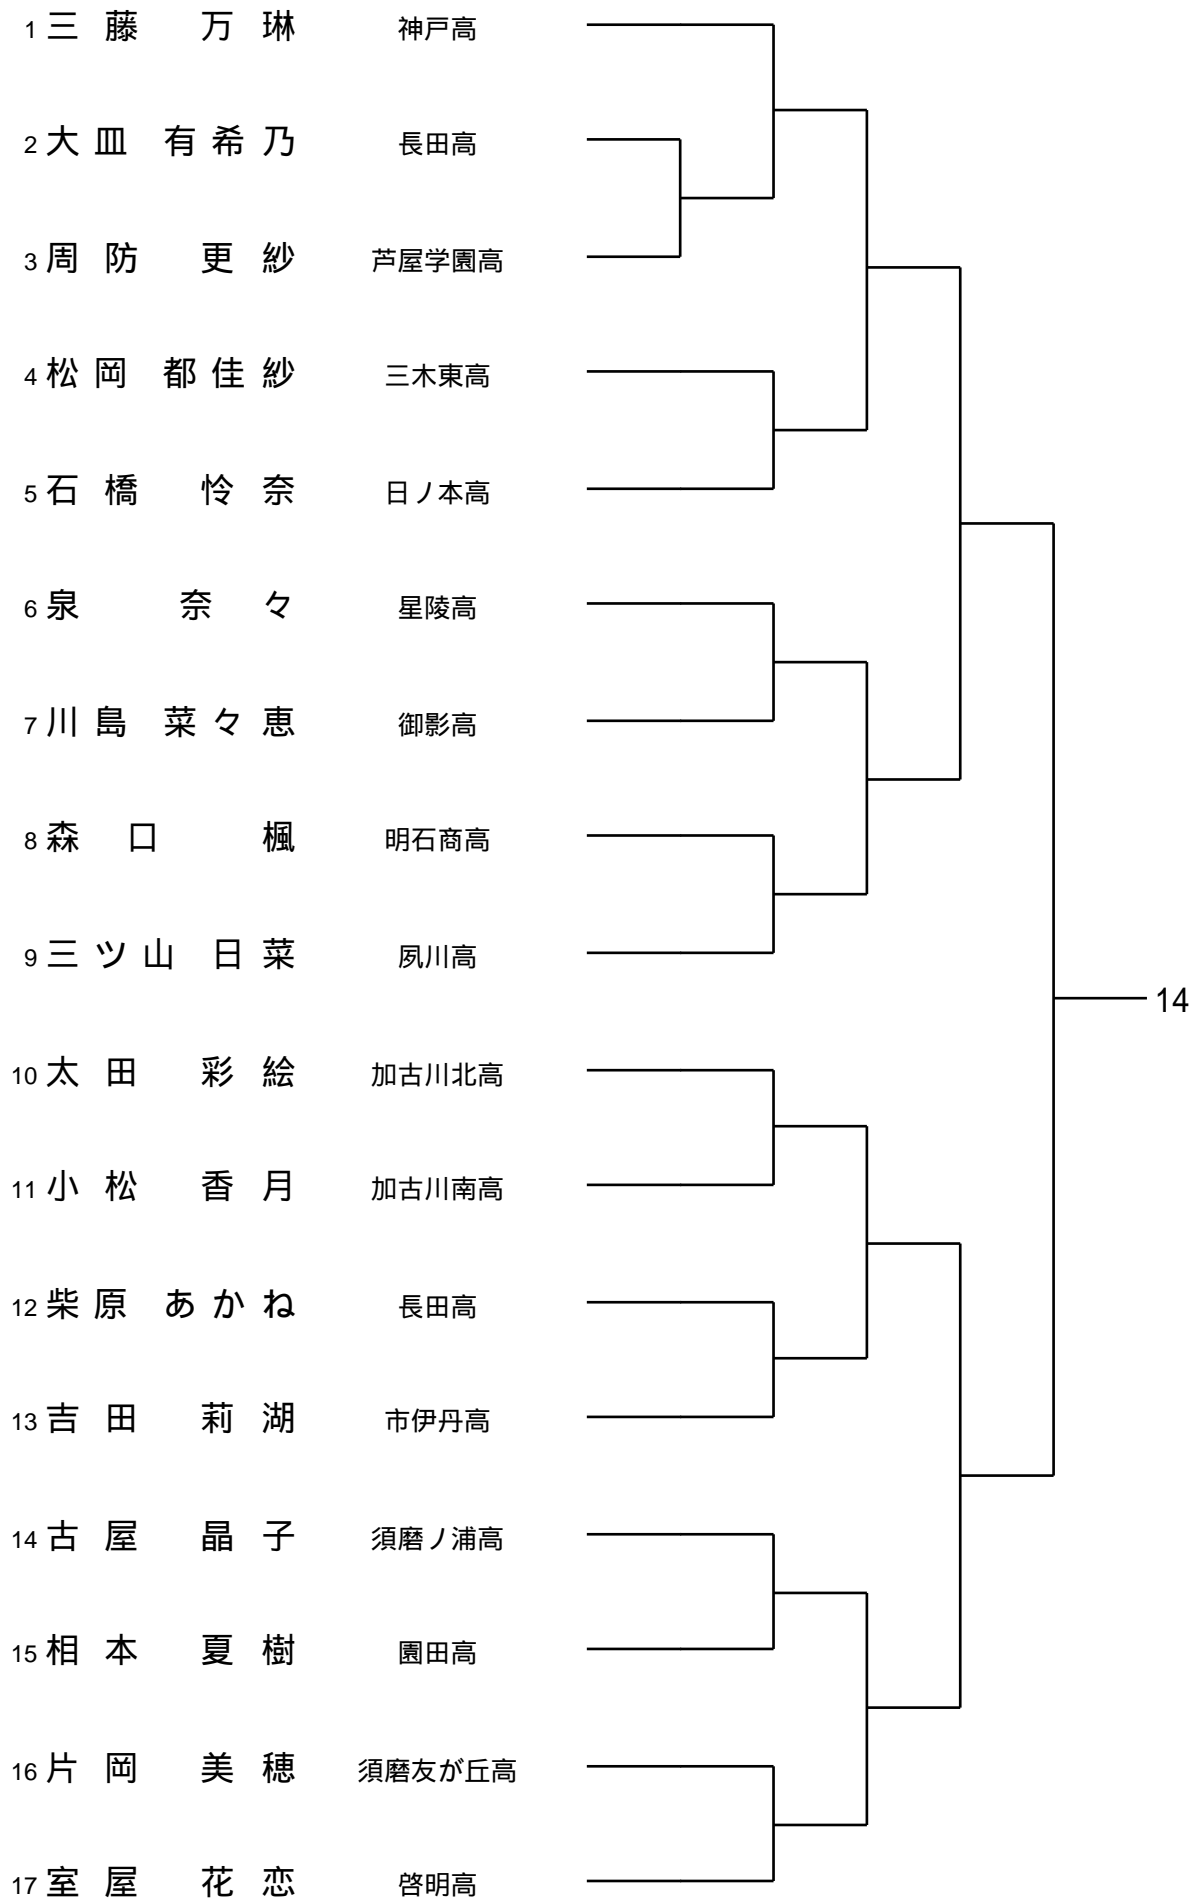 1 三藤 万琳 神戸高
2 大皿 有希乃 長田高
3 周防 更紗 芦屋学園高
4 松岡 都佳紗 三木東高
5 石橋 怜奈 日ノ本高
6 泉 奈々 星陵高
7 川島 菜々恵 御影高
8 森口 楓 明石商高
9 三ツ山 日菜 夙川高
14
10 太田 彩絵 加古川北高
11 小松 香月 加古川南高
12 柴原 あかね 長田高
13 吉田 莉湖 市伊丹高
14 古屋 晶子 須磨ノ浦高
15 相本 夏樹 園田高
16 片岡 美穂 須磨友が丘高
17 室屋 花恋 啓明高